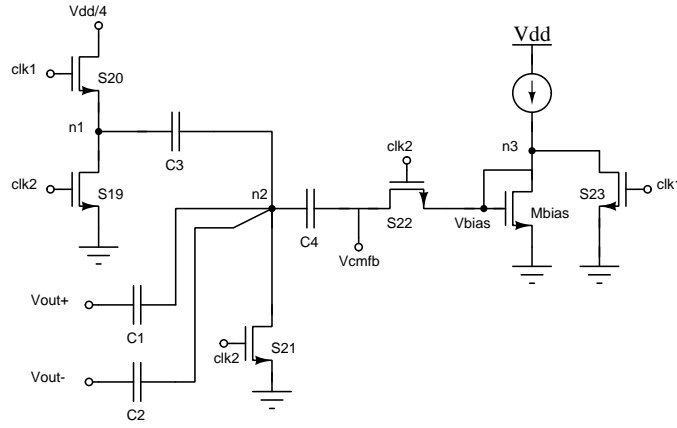 Vdd/4
Vdd
clk1
S20
n1
C3
clk2
n3
clk2
S19
n2
S23
clk1
C4
S22
Vbias
Mbias
Vcmfb
Vout+
C1
clk2
S21
Vout-
C2